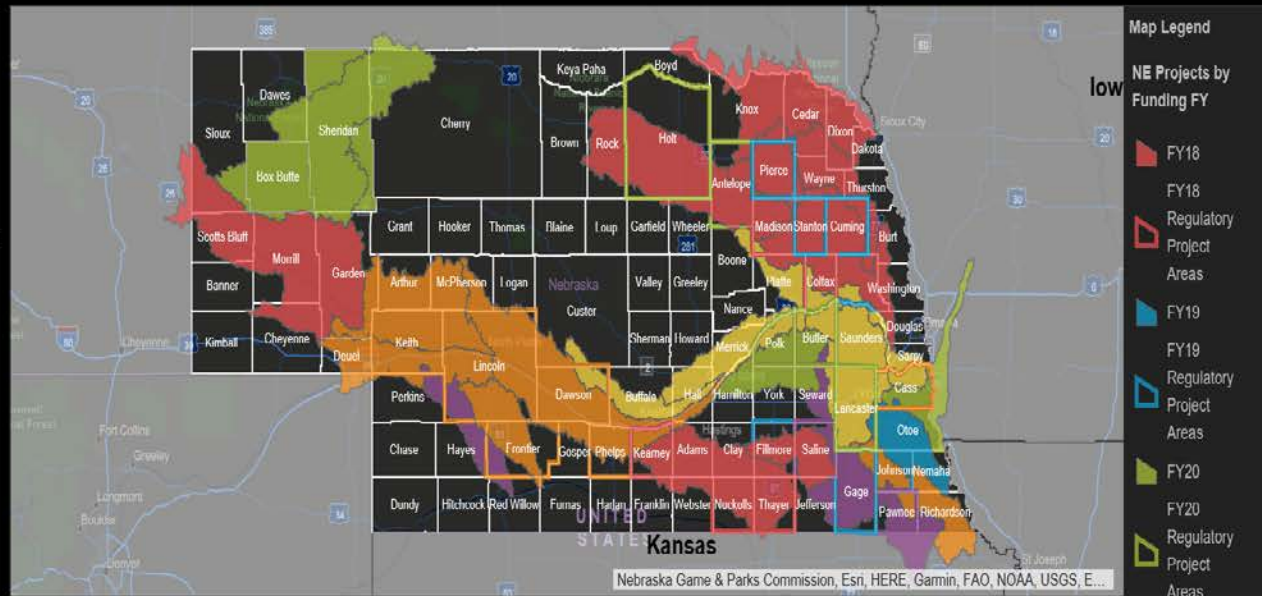 Map Legend
NE Projects by
Funding FY
FY18
FY18
Regulatory
Project
Areas
FY19
FY19
Regulatory
Project
Areas
FY20
FY20
Regulatory
Project
Areas
Iow
385
20
18
Keya Paha
Boyd
Dawes
Sioux
Sheridan
Cherry
Brown
Rock
Holt
Knox
Cedar
Dixon
Dakota
Sioux City
Box Butte
Antelope
Pierce
Wayne
Thurston
26
20
30
Scotts Bluff
Morrill
Garden
Grant
Hooker
Thomas
Blaine
Loup
Garfield
Wheeler
281
Madison
Stanton
Cuming
Burt
Banner
Arthur
McPherson
Logan
Nebraska
Custer
Valley
Greeley
Boone
Platte
Colfax
Washington
Nance
Kimball
Cheyenne
Cheyenne
Deuel
Keith
Lincoln
Sherman
Howard
Merrick
Polk
Butler
Saunders
Douglas
Omaha
Sarpy
Perkins
Dawson
Buffalo
Hall
Hamilton
York
Seward
Lancaster
Cass
Fort Collins
Greeley
Chase
Hayes
Frontier
Gosper
Phelps
Kearney
Adams
Hastings
Clay
Fillmore
Saline
Otoe
Longmont
Dundy
Hitchcock
Red Willow
Furnas
Harlan
Franklin
Webster
Nuckolls
Thayer
Jefferson
Gage
Johnson
Nemaha
Pawnee
Richardson
UNITED
STATES
Kansas
St Joseph
Nebraska Game & Parks Commission, Esri, HERE, Garmin, FAO, NOAA, USGS, E...